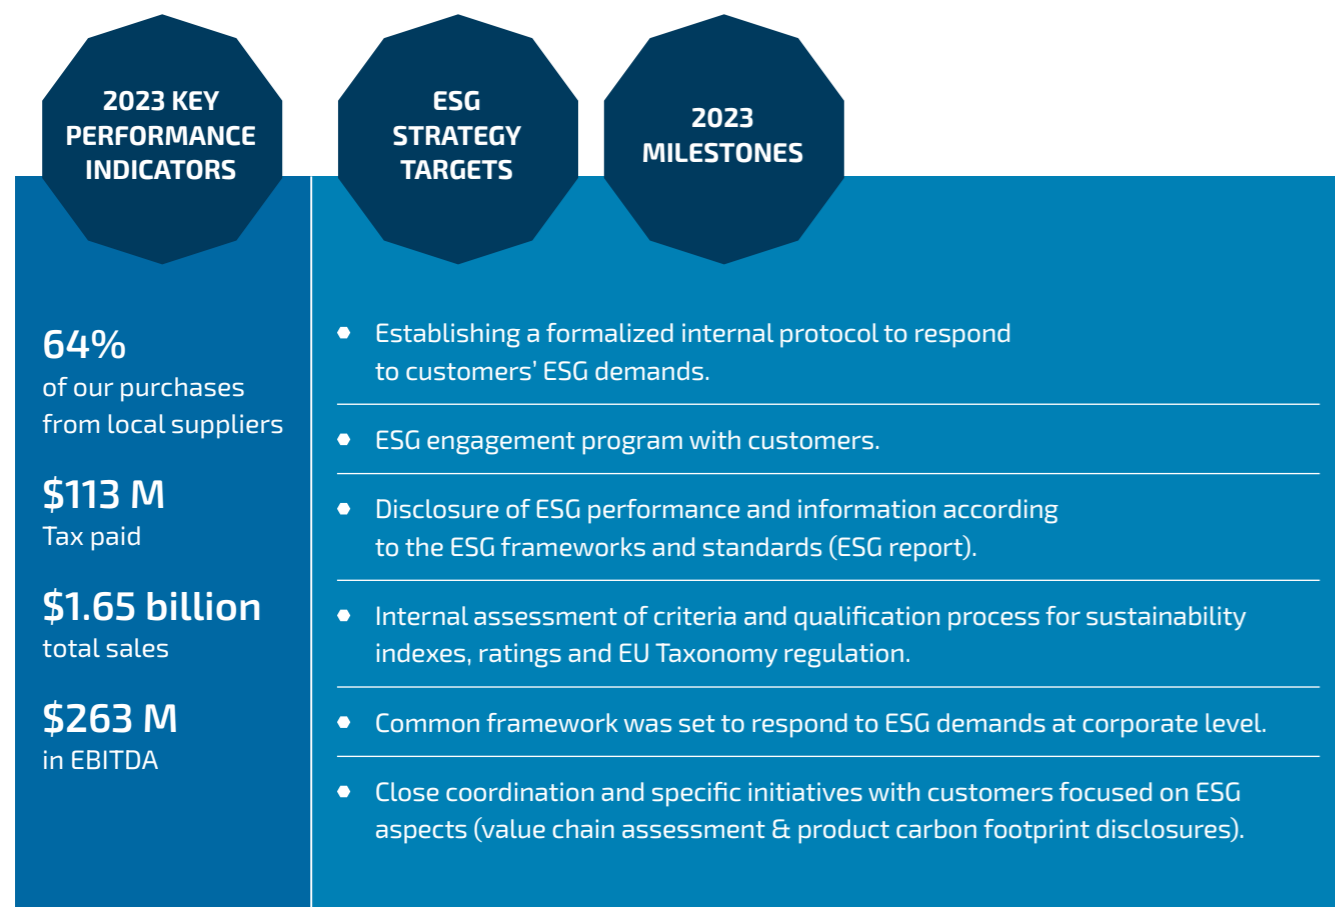 2023 KEY
PERFORMANCE
INDICATORS
ESG
STRATEGY
TARGETS
2023
MILESTONES
64%
of our purchases
from local suppliers
$113 M
Tax paid
$1.65 billion
total sales
$263 M
in EBITDA
Establishing a formalized internal protocol to respond
to customers’ ESG demands.
ESG engagement program with customers.
Disclosure of ESG performance and information according
to the ESG frameworks and standards (ESG report).
Internal assessment of criteria and qualification process for sustainability
indexes, ratings and EU Taxonomy regulation.
Common framework was set to respond to ESG demands at corporate level.
Close coordination and specific initiatives with customers focused on ESG
aspects (value chain assessment & product carbon footprint disclosures).